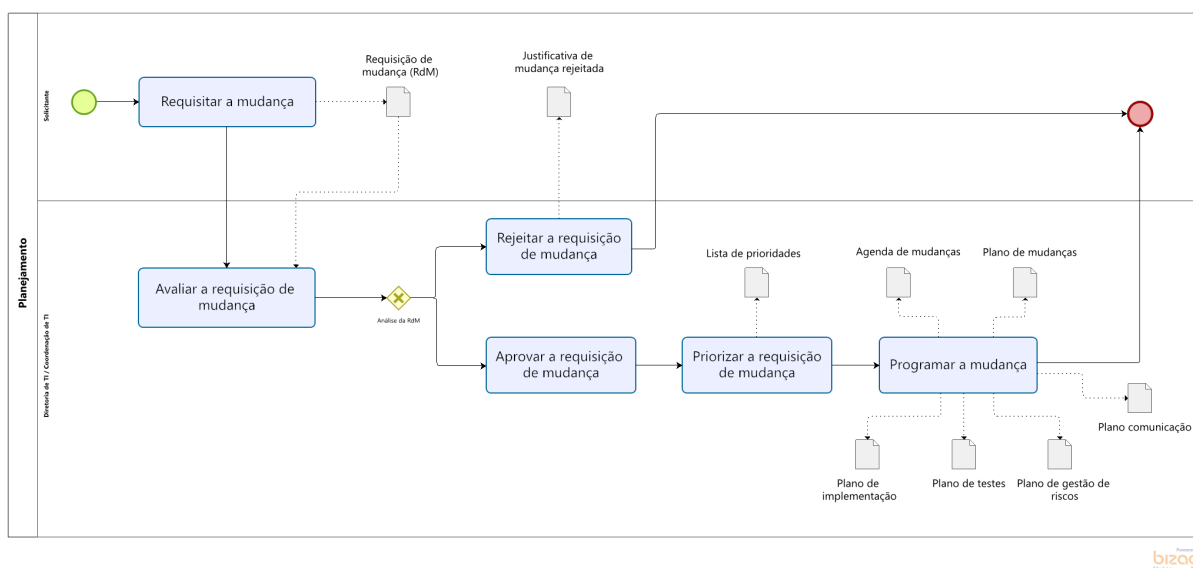 Planejamento
Solicitante
Requisitar a mudança
Requisição de
mudança (RdM)
Justificativa de
mudança rejeitada
Diretoria de TI / Coordenação de TI
Avaliar a requisição de
mudança
Análise da RdM
Rejeitar a requisição
de mudança
Aprovar a requisição
de mudança
Lista de prioridades
Priorizar a requisição
de mudança
Agenda de mudanças
Plano de mudanças
Programar a mudança
Plano comunicação
Plano de
implementação
Plano de testes
Plano de gestão de
riscos